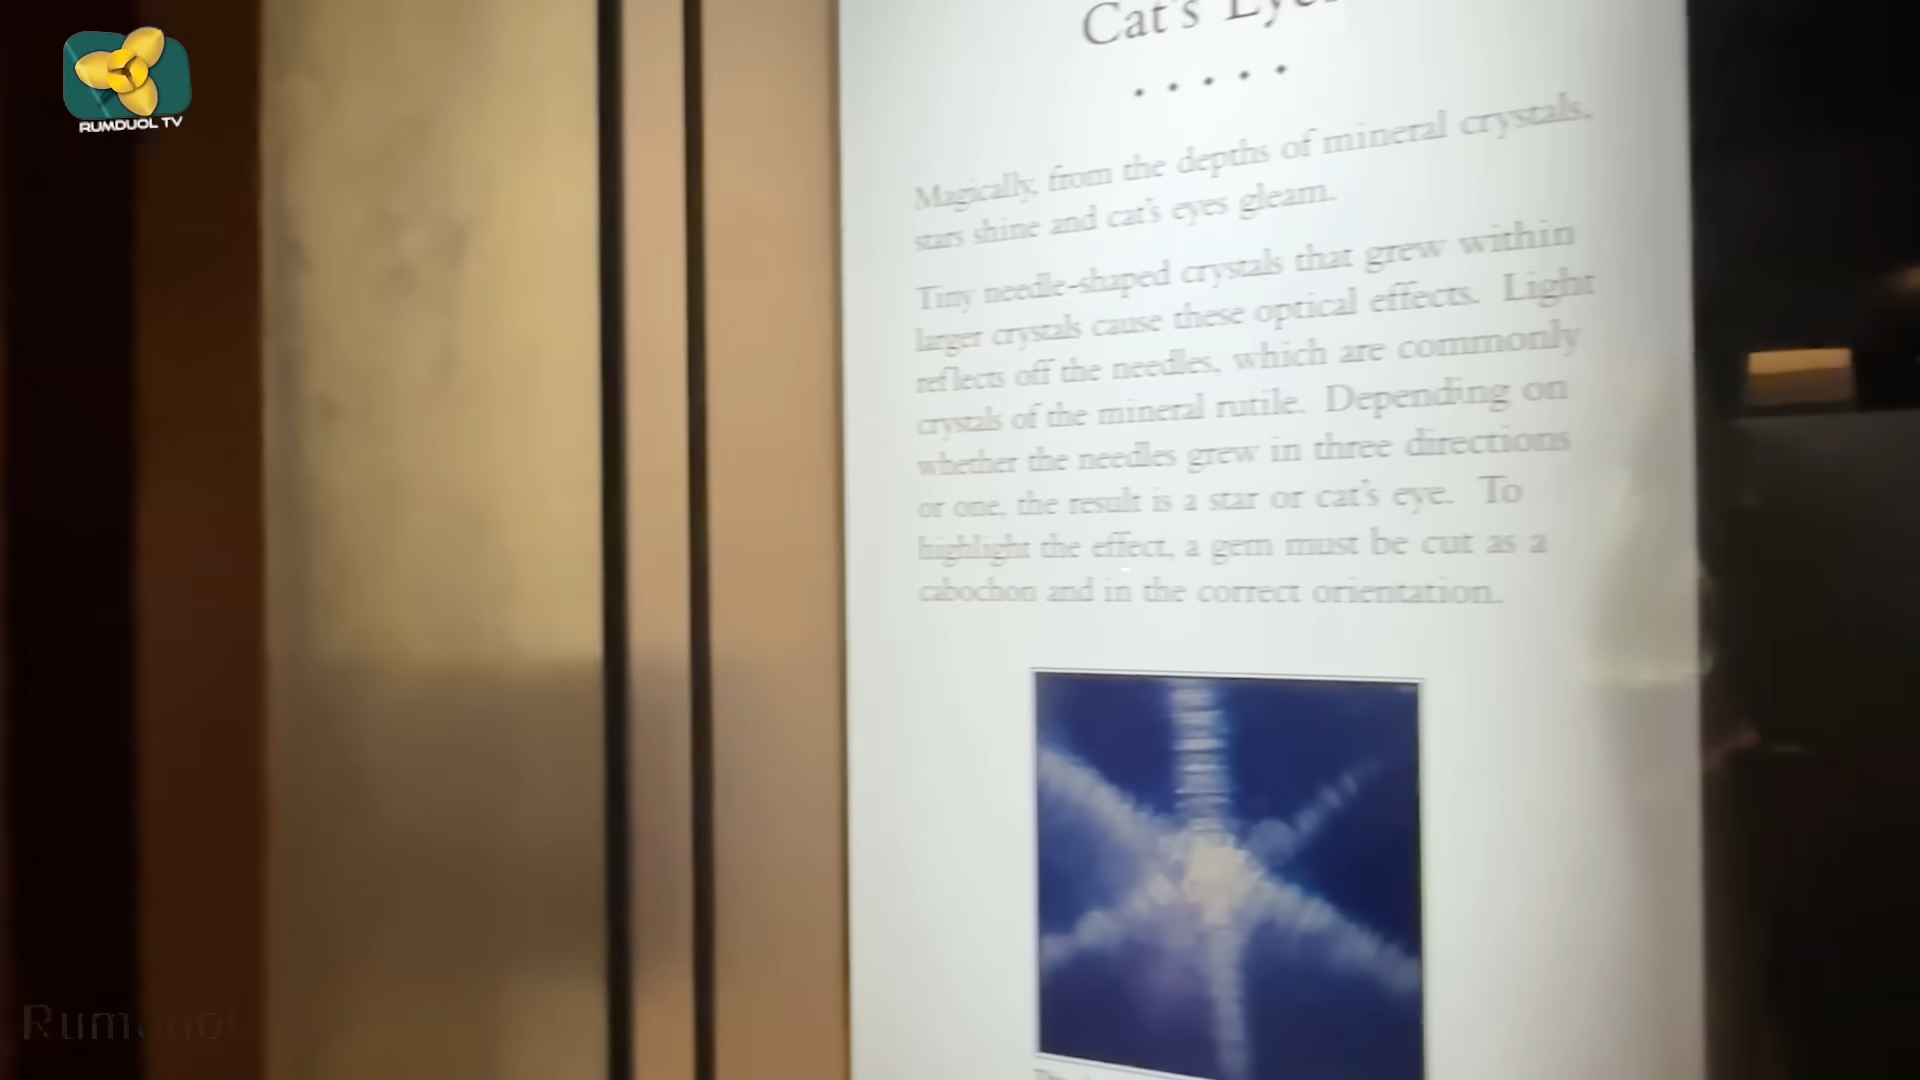 RUMDUOL TV
Cat's Eyes
Magically, from the depths of mineral crystals,
stars shine and cat's eyes gleam.
Tiny needle-shaped crystals that grew within
larger crystals cause these optical effects. Light
reflects off the needles, which are commonly
crystals of the mineral rutile. Depending on
whether the needles grew in three directions
or one, the result is a star or cat's eye. To
highlight the effect, a gem must be cut as a
cabochon and in the correct orientation.
Rumduol